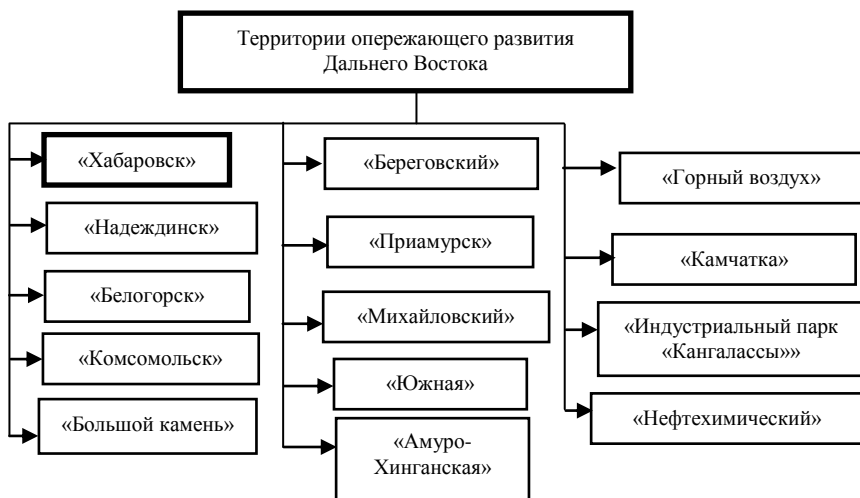 Территории опережающего развития
Дальнего Востока
«Хабаровск»
«Надеждинск»
«Белогорск»
«Комсомольск»
«Большой камень»
«Береговский»
«Приамурск»
«Михайловский»
«Южная»
«Амуро-
Хинганская»
«Горный воздух»
«Камчатка»
«Индустриальный парк
«Кангалассы»»
«Нефтехимический»